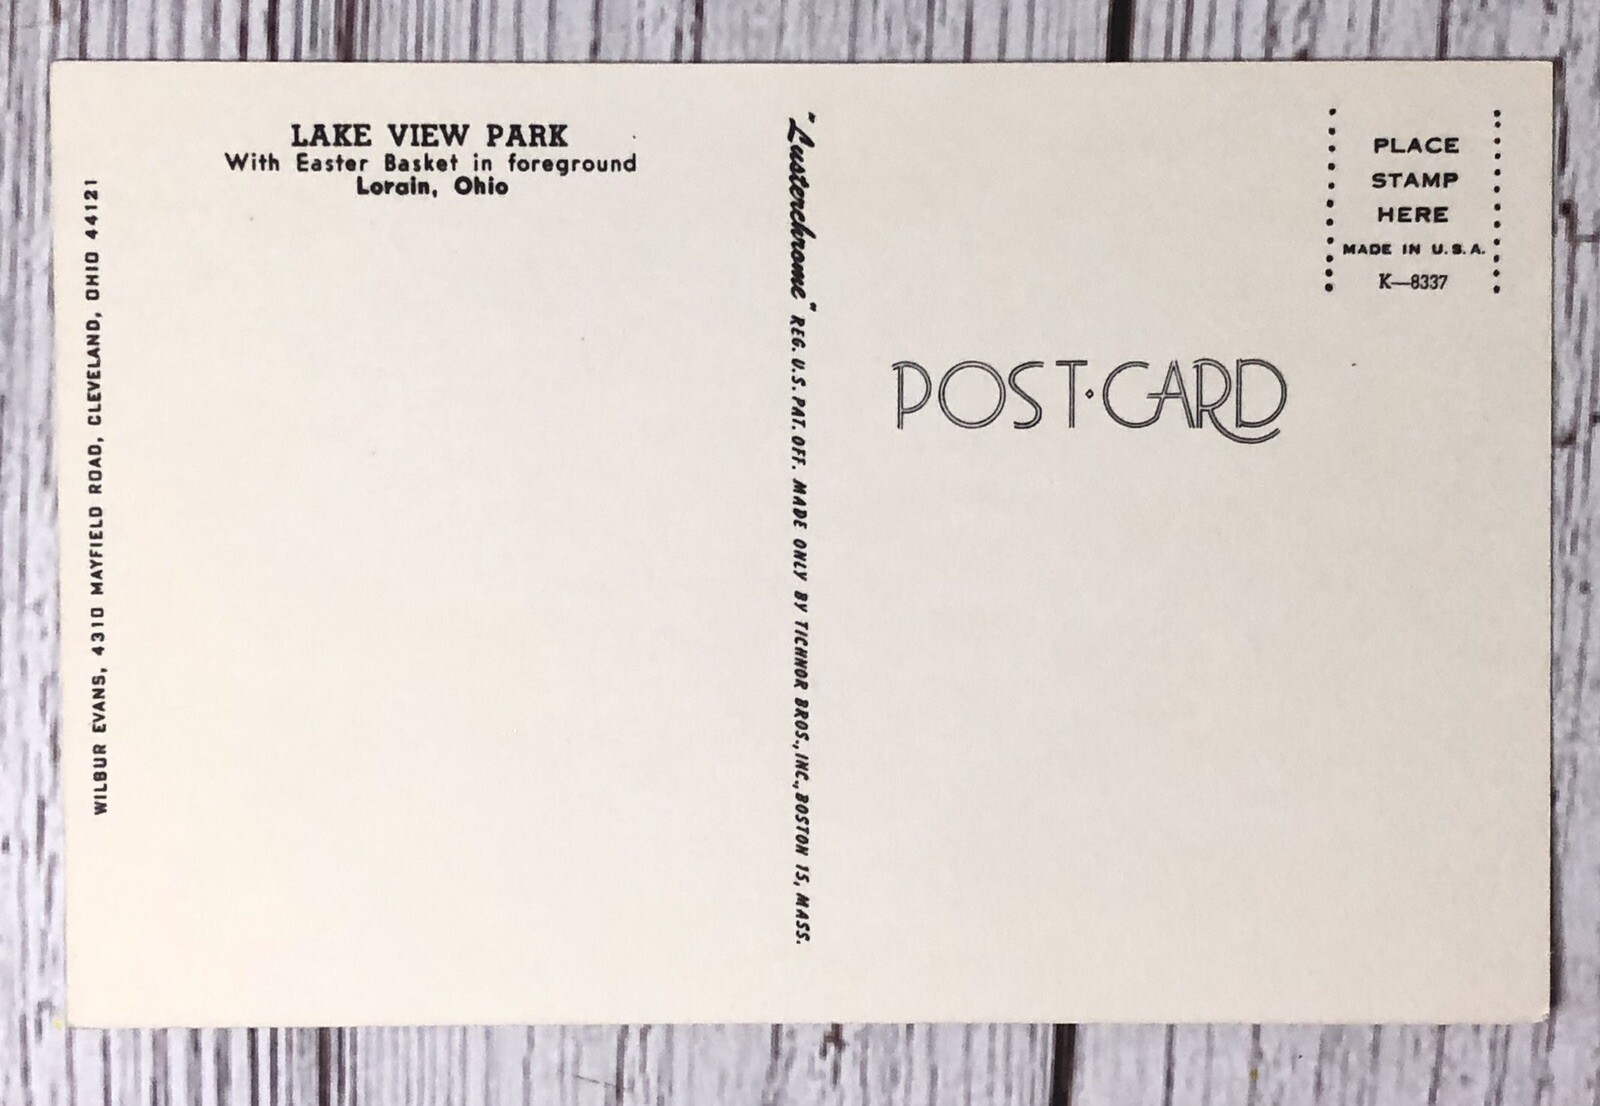 LAKE VIEW PARK
With Easter Basket in foreground
Lorain, Ohio
WILBUR EVANS, 4310 MAYFIELD ROAD, CLEVELAND, OHIO 44121
"Lusterchrome" REG. U.S. PAT. OFF. MADE ONLY BY TICHNOR BROS., INC., BOSTON 15, MASS.
PLACE
STAMP
HERE
MADE IN U.S.A.
K—8337
POST·CARD